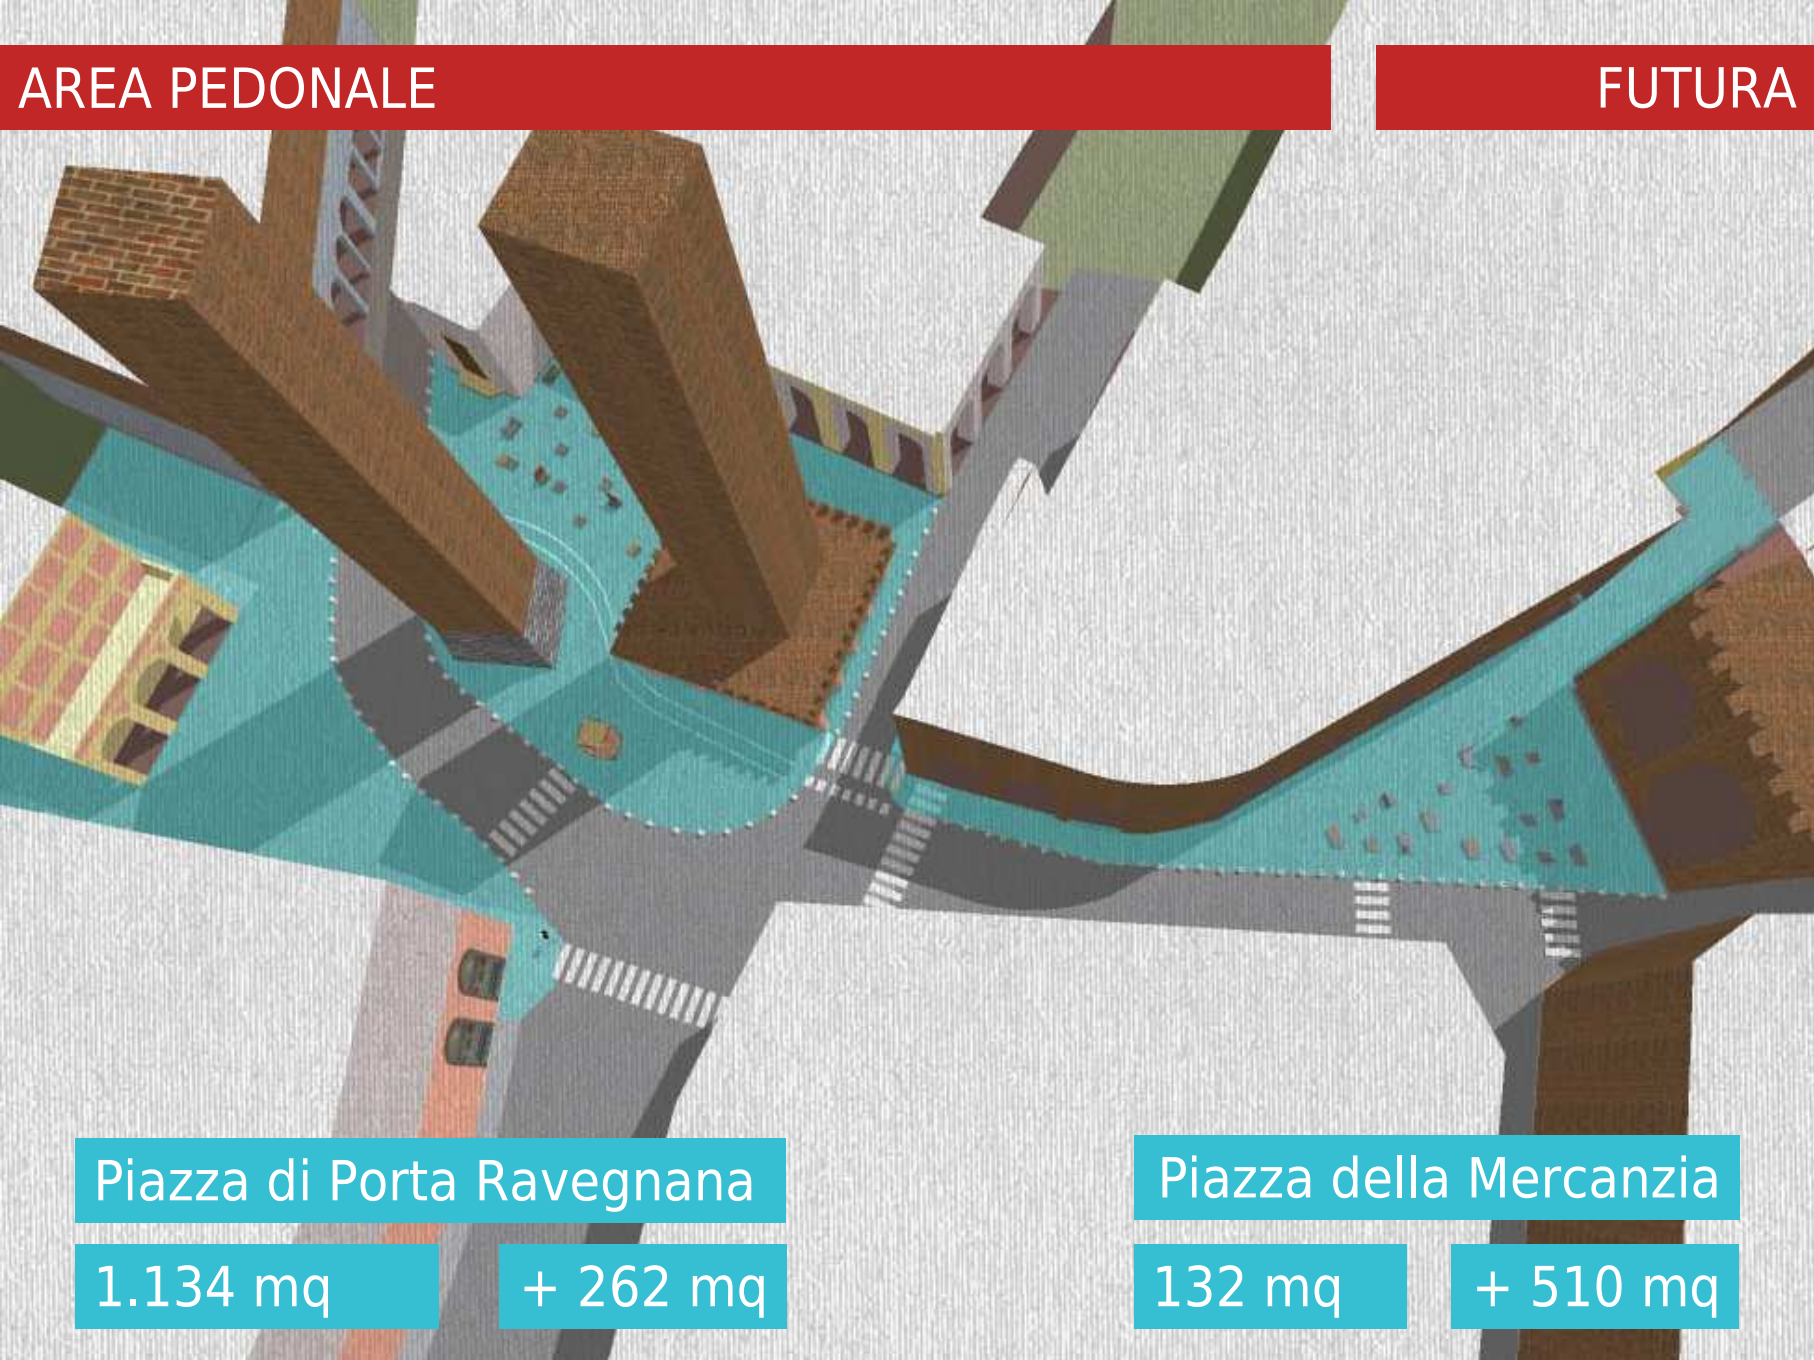 AREA PEDONALE FUTURA
Piazza di Porta Ravegnana
1.134 mq + 262 mq
Piazza della Mercanzia
132 mq + 510 mq